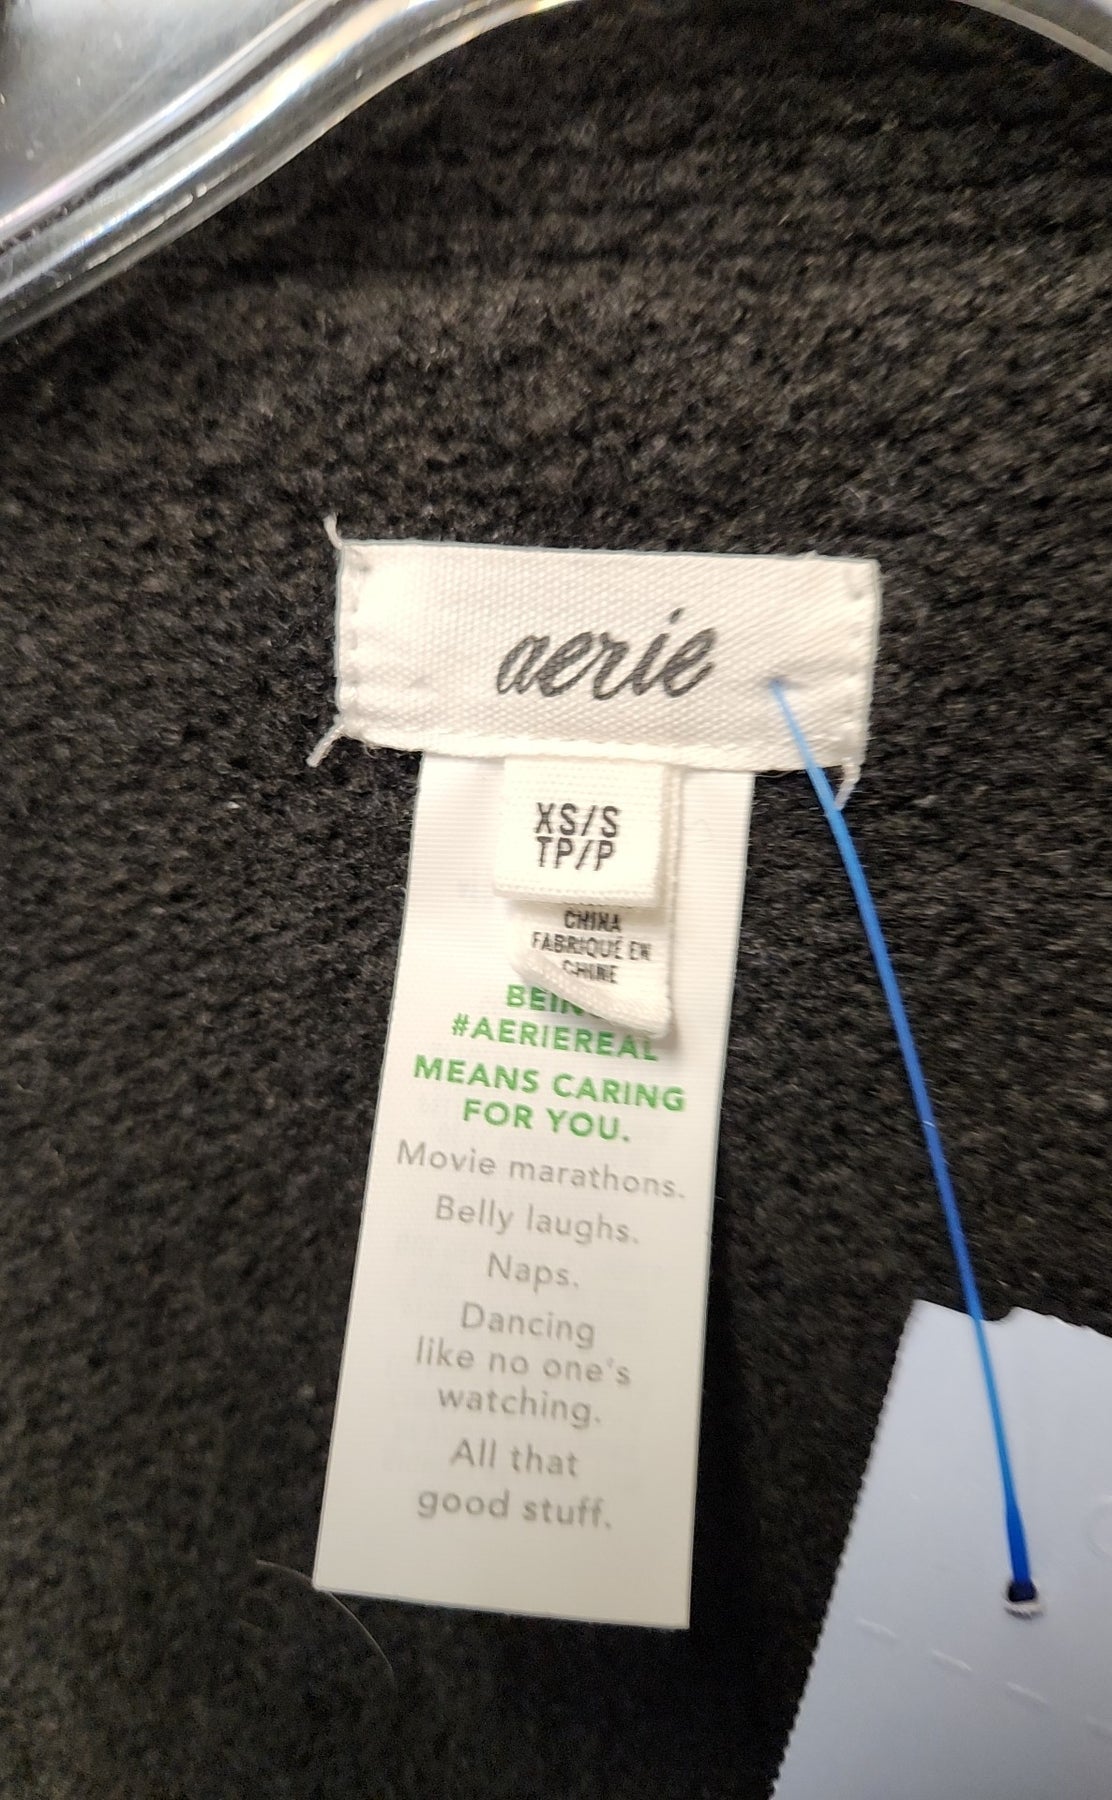 aerie
XS/S
TP/P
CHINA
FABRIQUÉ EN
CHINE
#AERIEREAL
MEANS CARING
FOR YOU.
Movie marathons.
Belly laughs.
Naps.
Dancing
like no one's
watching.
All that
good stuff.